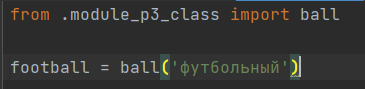 from .module_p3_class import ball
football = ball('футбольный')